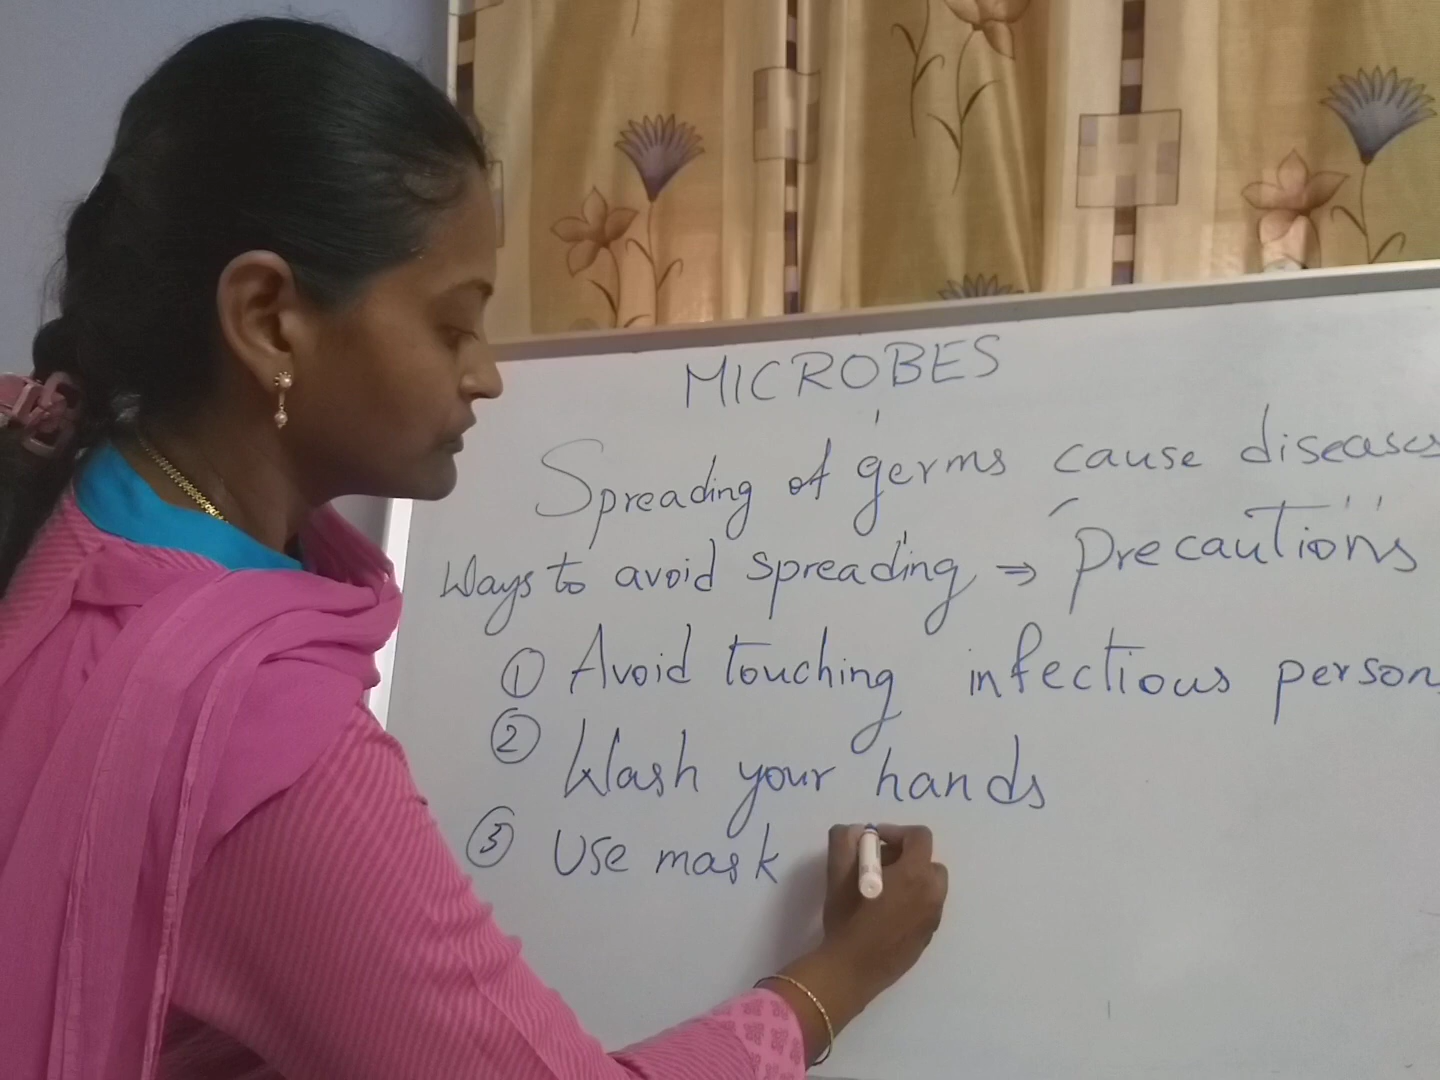 MICROBES
Spreading of germs cause diseases
Ways to avoid spreading ⇒ Precautions
① Avoid touching infectious person
② Wash your hands
③ Use mask